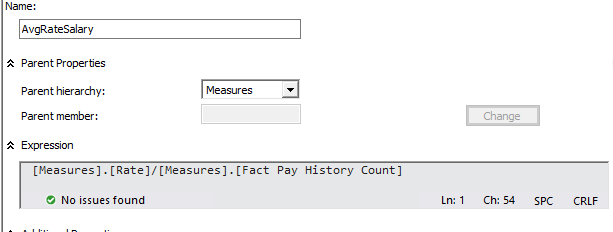 Name:
AvgRateSalary
Parent Properties
Parent hierarchy:
Measures
Parent member:
Change
Expression
[Measures].[Rate]/[Measures].[Fact Pay History Count]
No issues found
Ln: 1 Ch: 54 SPC CRLF